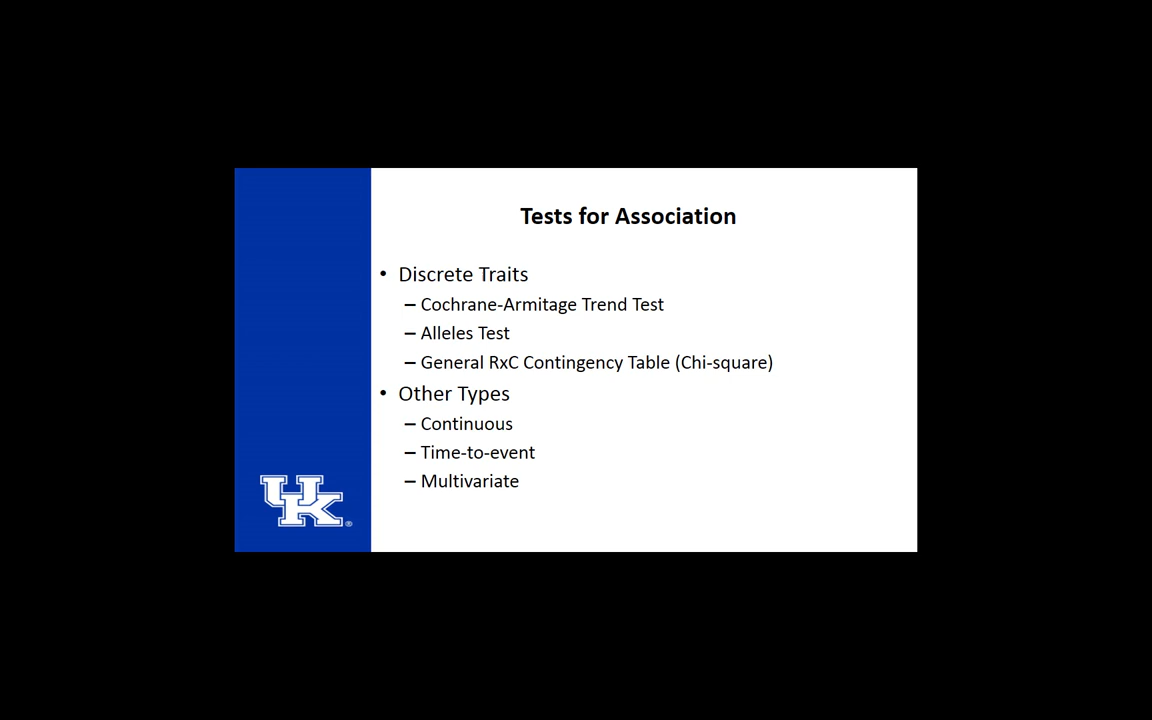 Tests for Association
• Discrete Traits
– Cochrane-Armitage Trend Test
– Alleles Test
– General RxC Contingency Table (Chi-square)
• Other Types
– Continuous
– Time-to-event
– Multivariate
UK®